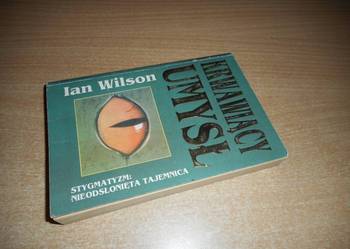 Ian Wilson
KRWAWIĄCY
UMYSŁ
STYGMATYZM:
NIEODSŁONIĘTA TAJEMNICA